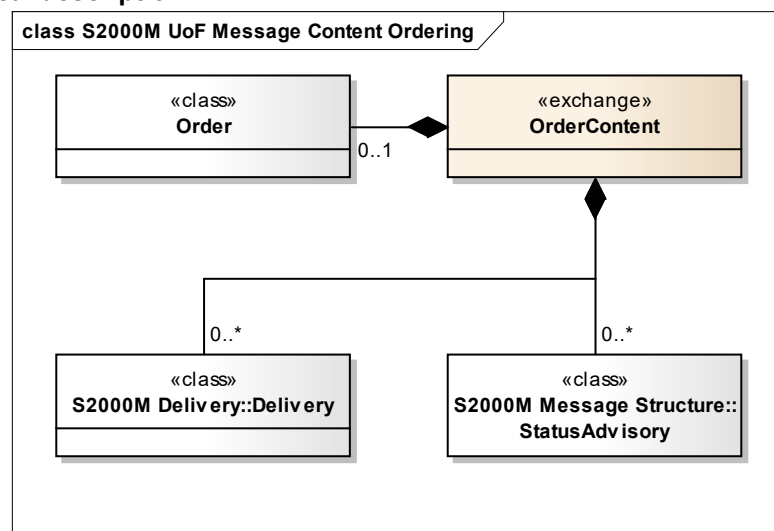 class S2000M UoF Message Content Ordering
«class»
Order
«exchange»
OrderContent
0..1
0..*
0..*
«class»
S2000M Delivery::Delivery
«class»
S2000M Message Structure::
StatusAdvisory